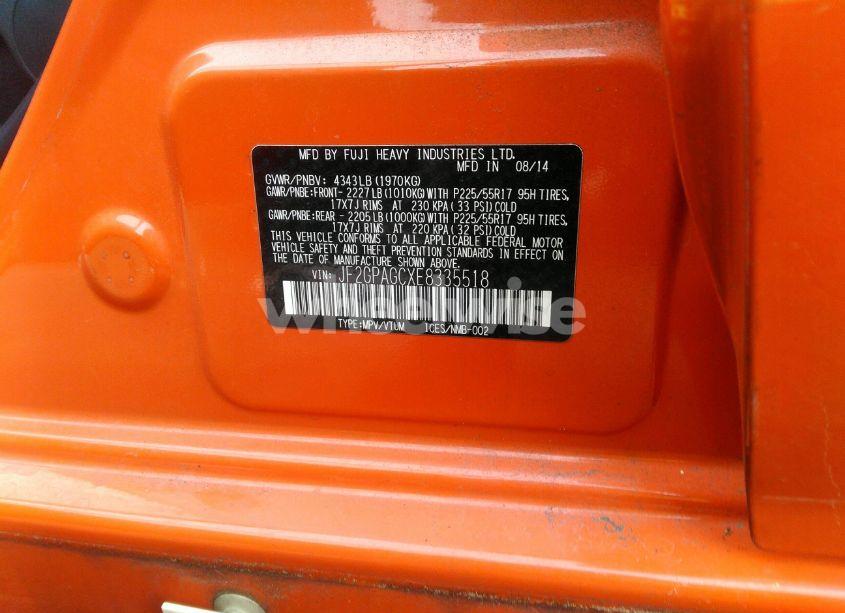 MFD BY FUJI HEAVY INDUSTRIES LTD.
MFD IN 08/14
GVWR/PNBV: 4343LB(1970KG)
GAWR/PNBE:FRONT- 2227LB(1010KG)WITH P225/55R17 95H TIRES,
17X7J RIMS AT 230 KPA(33 PSI)COLD
GAWR/PNBE:REAR - 2205LB(1000KG)WITH P225/55R17 95H TIRES,
17X7J RIMS AT 220 KPA(32 PSI)COLD
THIS VEHICLE CONFORMS TO ALL APPLICABLE FEDERAL MOTOR
VEHICLE SAFETY AND THEFT PREVENTION STANDARDS IN EFFECT ON
THE DATE OF MANUFACTURE SHOWN ABOVE.
VIN: JF2GPAGCXE8335518
wheelwise
TYPE:MPV/VTUM ICES/NMB-002